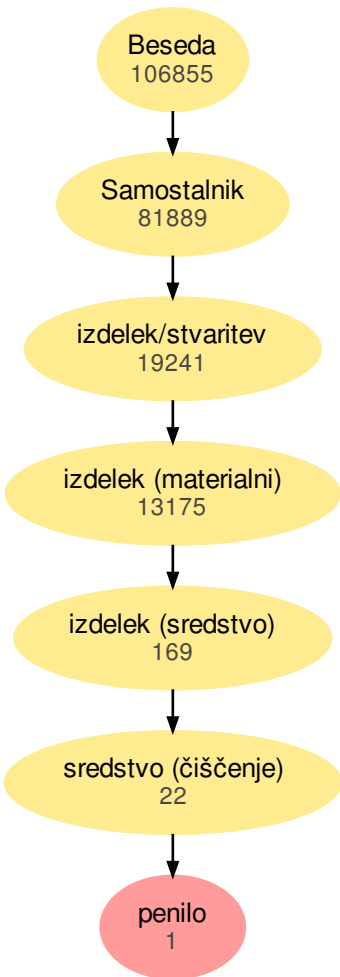 Beseda
106855
Samostalnik
81889
izdelek/stvaritev
19241
izdelek (materialni)
13175
izdelek (sredstvo)
169
sredstvo (čiščenje)
22
penilo
1